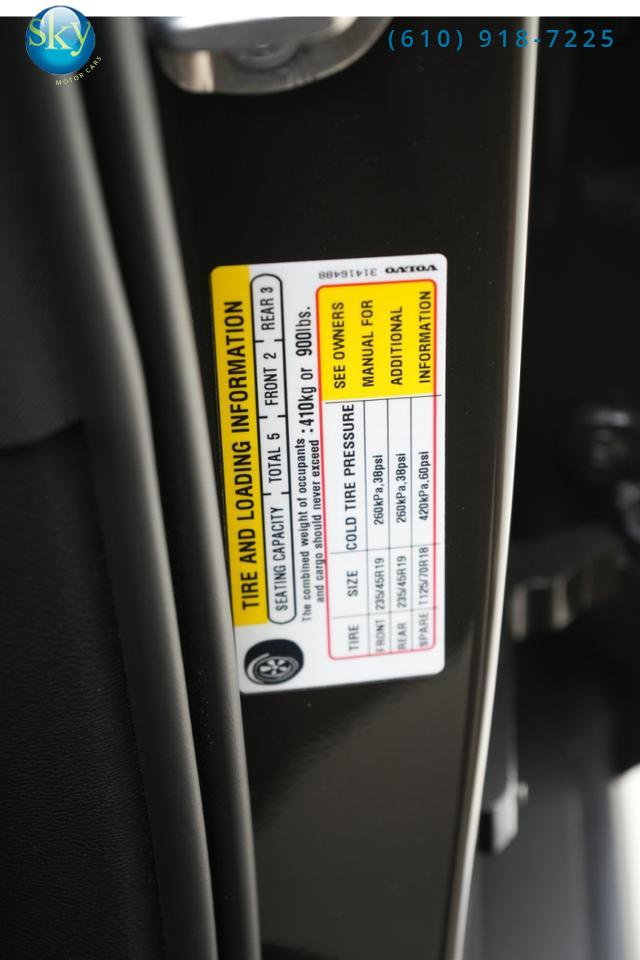 Sky
MOTOR CARS
(610) 918-7225
TIRE AND LOADING INFORMATION
SEATING CAPACITY TOTAL 5 FRONT 2 REAR 3
The combined weight of occupants and cargo should never exceed : 410kg or 900lbs.
TIRE SIZE COLD TIRE PRESSURE
FRONT 235/45R19 260kPa,38psi
REAR 235/45R19 260kPa,38psi
SPARE T125/70R18 420kPa,60psi
SEE OWNERS
MANUAL FOR
ADDITIONAL
INFORMATION
VOLVO 31416488